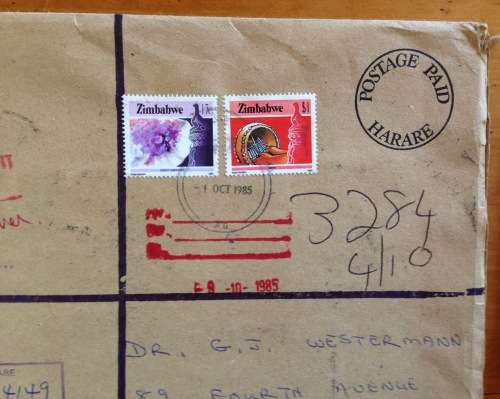 POSTAGE PAID
HARARE
Zimbabwe
Zimbabwe $1
-1 OCT 1985
3284
4/10
-10-1985
DR. G.J. WESTERMANN
89 FOURTH AVENUE
4149